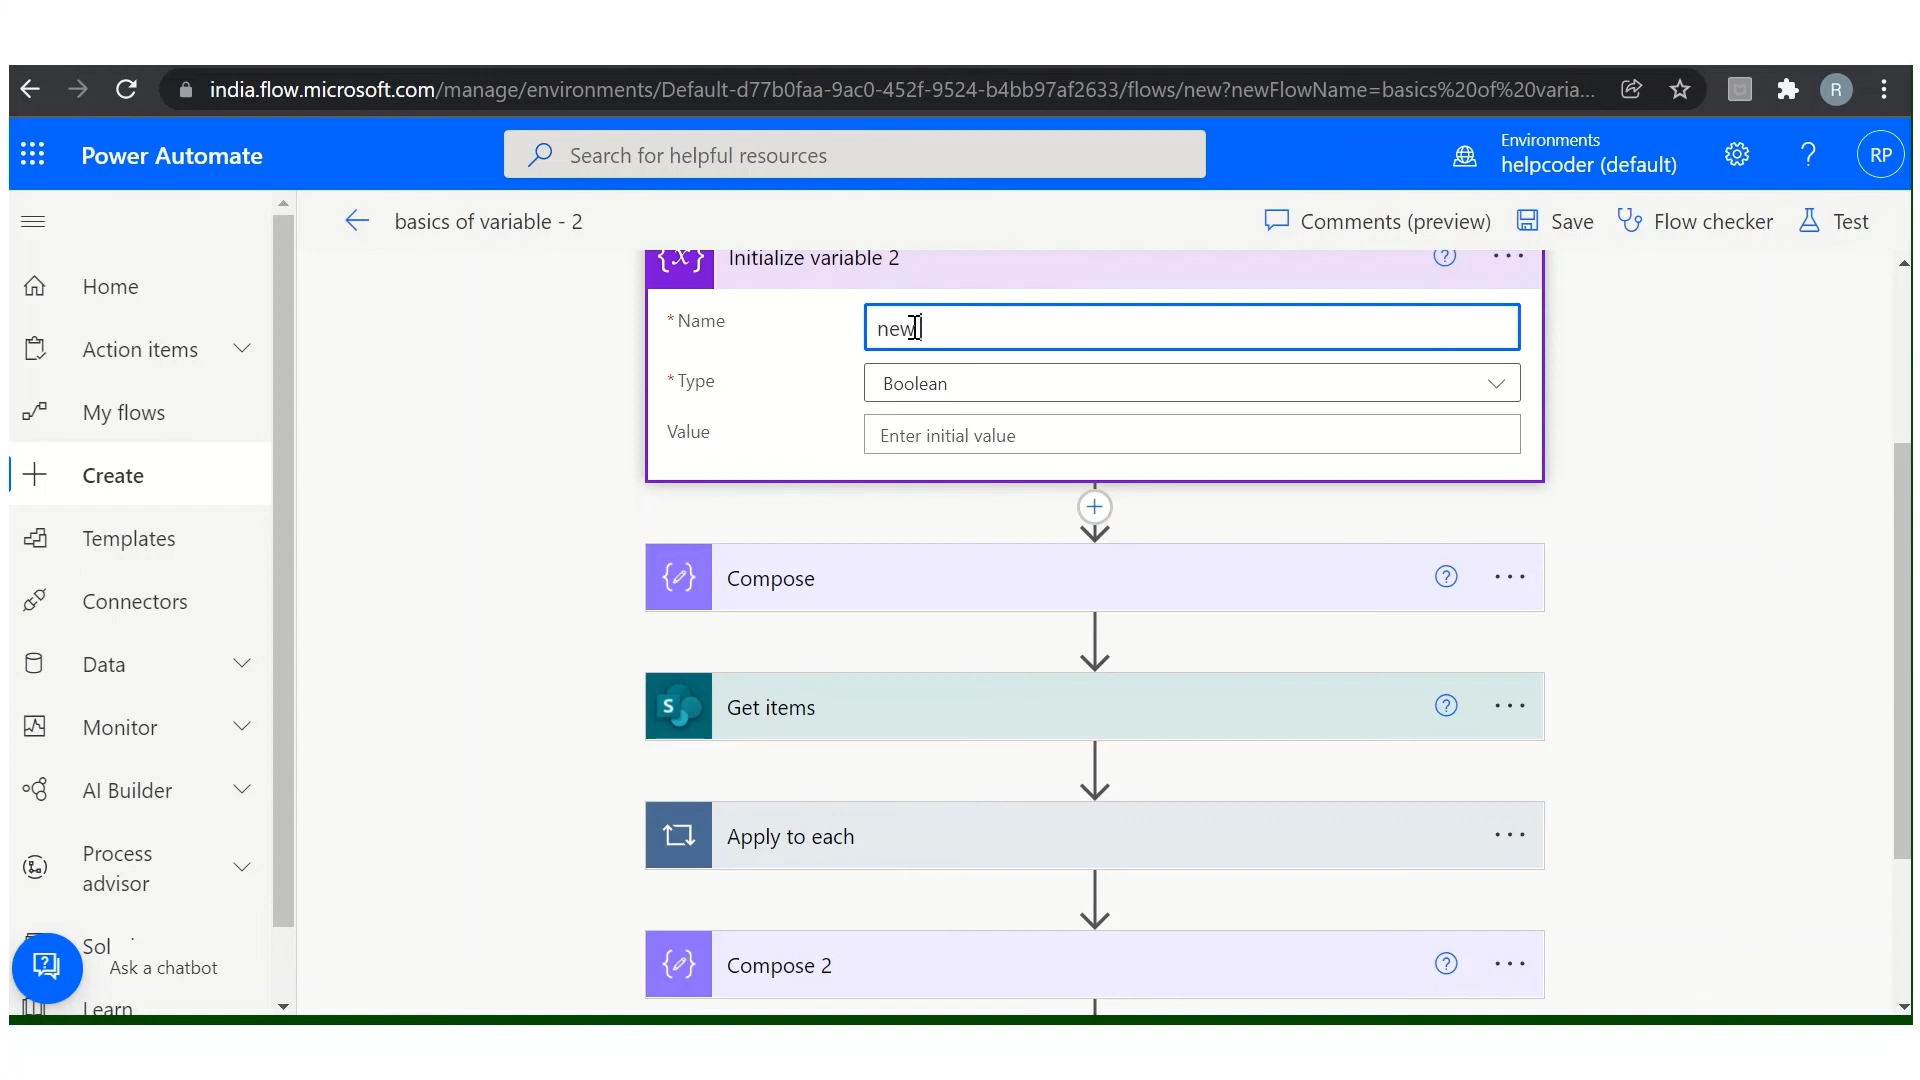 india.flow.microsoft.com/manage/environments/Default-d77b0faa-9ac0-452f-9524-b4bb97af2633/flows/new?newFlowName=basics%20of%20varia...
R
Power Automate
Search for helpful resources
Environments
helpcoder (default)
?
RP
basics of variable - 2
Comments (preview)
Save
Flow checker
Test
Home
Action items
My flows
Create
Templates
Connectors
Data
Monitor
AI Builder
Process
advisor
Sol
Ask a chatbot
Learn
{x} Initialize variable 2 ? ...
* Name
new
* Type
Boolean
Value
Enter initial value
Compose ? ...
S Get items ? ...
Apply to each ...
Compose 2 ? ...